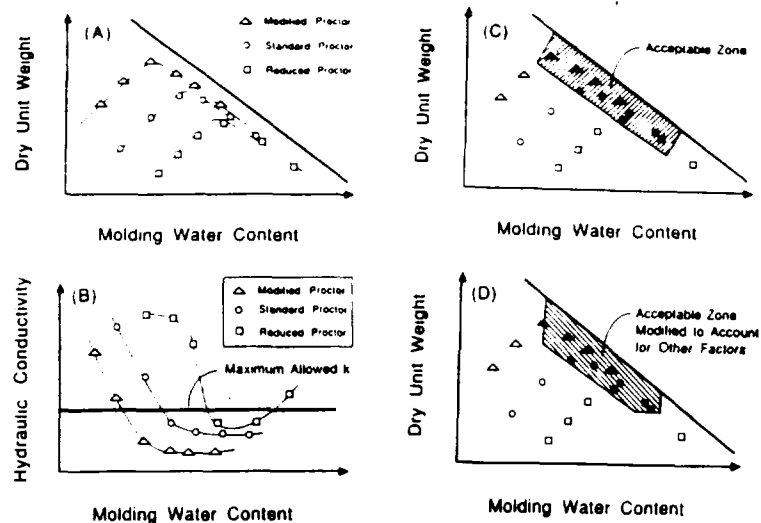 (A)
Modified Proctor
Standard Proctor
Reduced Proctor
Dry Unit Weight
Molding Water Content
(B)
Modified Proctor
Standard Proctor
Reduced Proctor
Maximum Allowed k
Hydraulic Conductivity
Molding Water Content
(C)
Acceptable Zone
Dry Unit Weight
Molding Water Content
(D)
Acceptable Zone
Modified to Account
for Other Factors
Dry Unit Weight
Molding Water Content